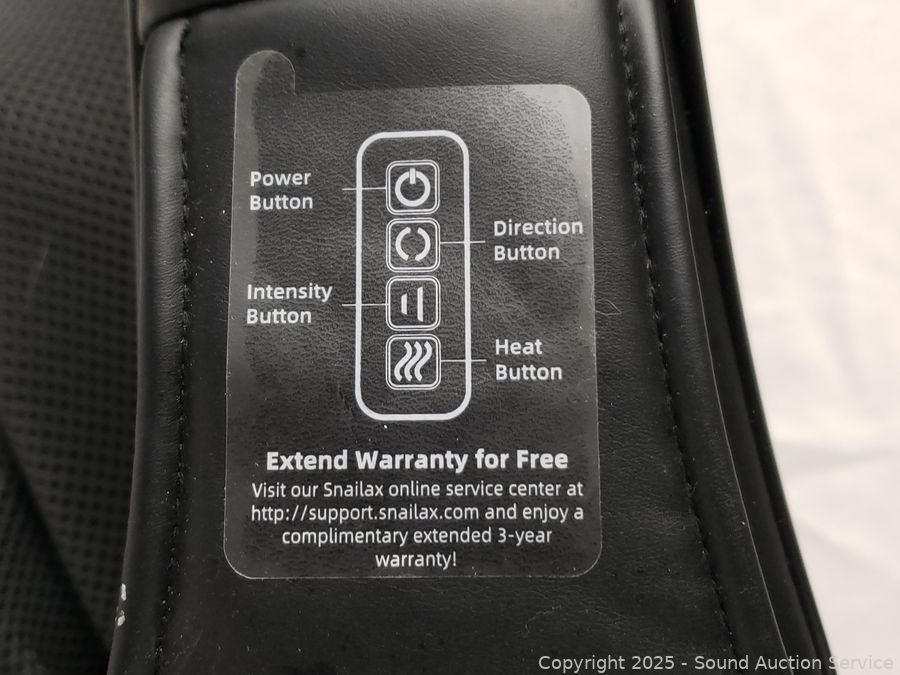 Power
Button
Direction
Button
Intensity
Button
Heat
Button
Extend Warranty for Free
Visit our Snailax online service center at
http://support.snailax.com and enjoy a
complimentary extended 3-year
warranty!
Copyright 2025 - Sound Auction Service